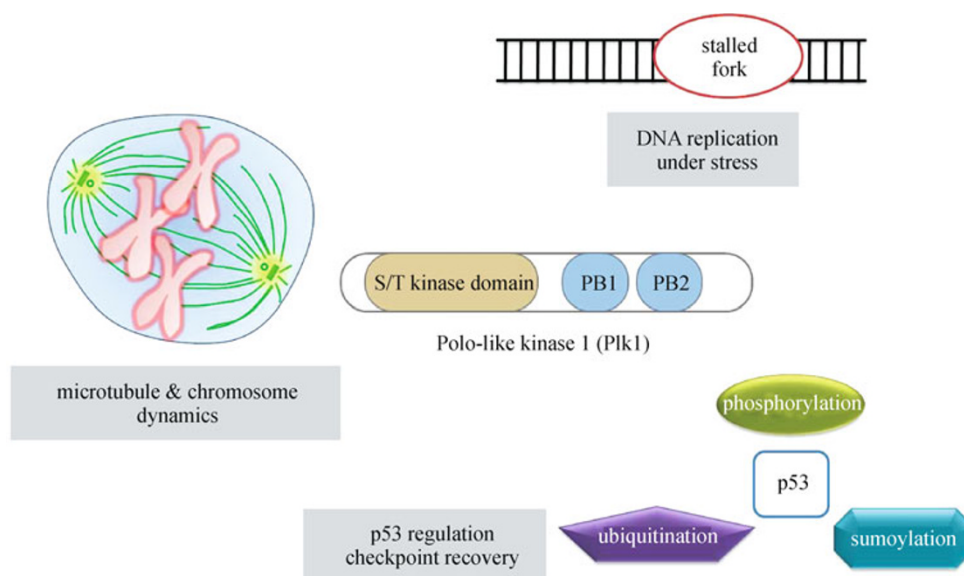 stalled
fork
DNA replication
under stress
S/T kinase domain
PB1
PB2
Polo-like kinase 1 (Plk1)
microtubule & chromosome
dynamics
phosphorylation
p53
p53 regulation
checkpoint recovery
ubiquitination
sumoylation